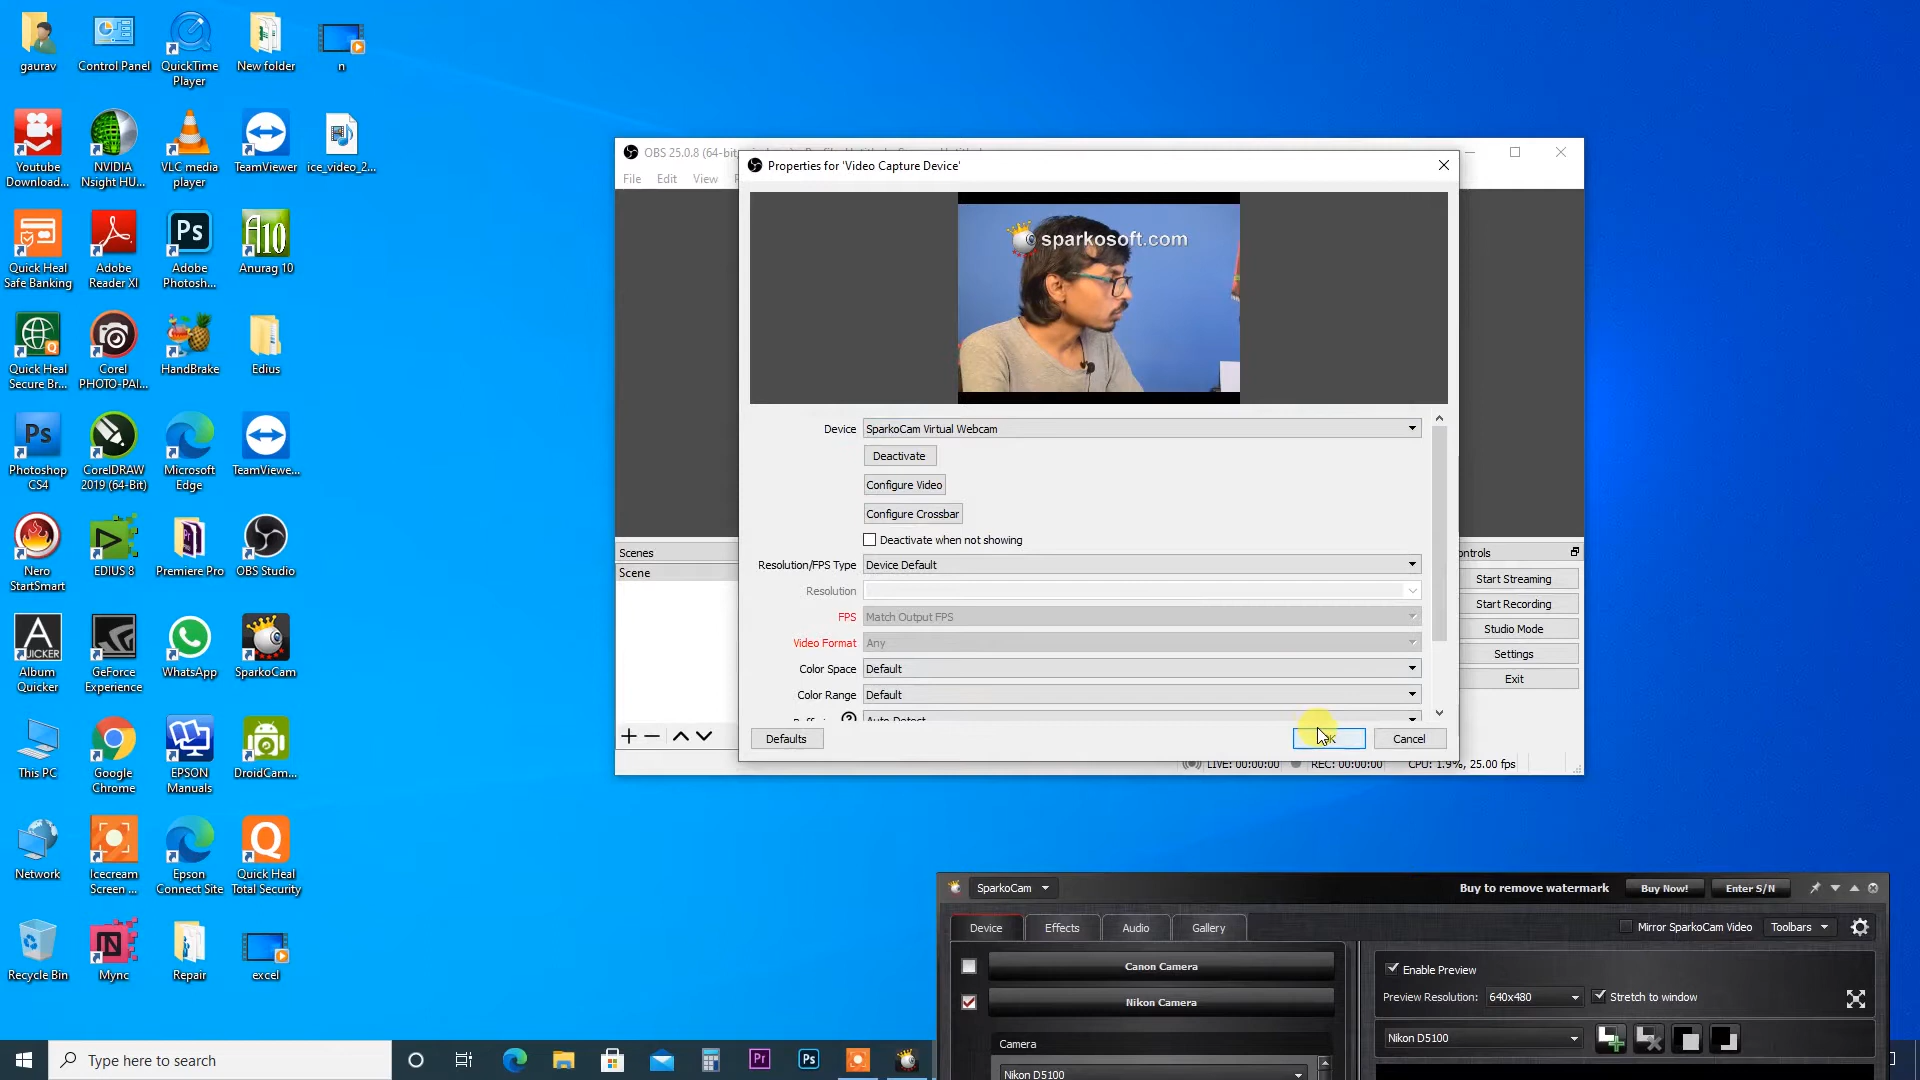 gaurav
Control Panel
QuickTime
Player
New folder
n
Youtube
Download...
NVIDIA
Nsight HU...
VLC media
player
TeamViewer
ice_video_2...
Quick Heal
Safe Banking
Adobe
Reader XI
Ps
Adobe
Photosh...
A10
Anurag 10
Quick Heal
Secure Br...
Corel
PHOTO-PAI...
HandBrake
Edius
Ps
Photoshop
CS4
CorelDRAW
2019 (64-Bit)
Microsoft
Edge
TeamViewe...
Nero
StartSmart
EDIUS 8
Premiere Pro
OBS Studio
A
QUICKER
Album
Quicker
GeForce
Experience
WhatsApp
SparkoCam
This PC
Google
Chrome
EPSON
Manuals
DroidCam...
Network
Icecream
Screen ...
Epson
Connect Site
Quick Heal
Total Security
Recycle Bin
Mync
Repair
excel
OBS 25.0.8 (64-bit,
File Edit View
Properties for 'Video Capture Device'
sparkosoft.com
Device SparkoCam Virtual Webcam
Deactivate
Configure Video
Configure Crossbar
Deactivate when not showing
Resolution/FPS Type Device Default
Resolution
FPS Match Output FPS
Video Format Any
Color Space Default
Color Range Default
Auto Detect
Defaults
Cancel
Scenes
Scene
ontrols
Start Streaming
Start Recording
Studio Mode
Settings
Exit
LIVE: 00:00:00 REC: 00:00:00 CPU: 1.9%, 25.00 fps
SparkoCam
Buy to remove watermark
Buy Now!
Enter S/N
Device Effects Audio Gallery
Mirror SparkoCam Video
Toolbars
Canon Camera
Nikon Camera
Camera
Nikon D5100
Enable Preview
Preview Resolution: 640x480
Stretch to window
Nikon D5100
Type here to search
Pr
Ps